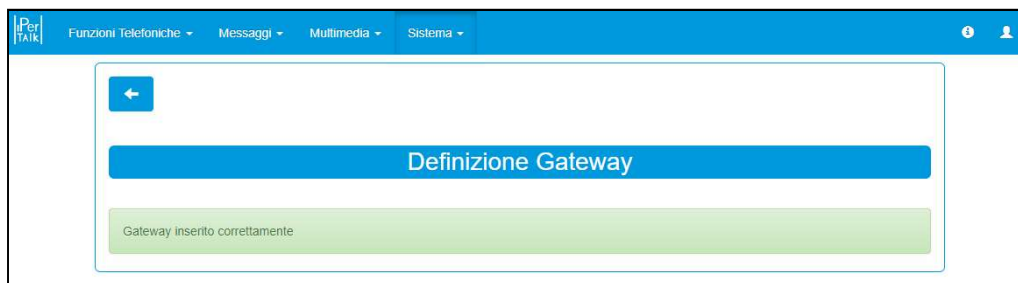 iPer
TAlk
Funzioni Telefoniche Messaggi Multimedia Sistema
Definizione Gateway
Gateway inserito correttamente